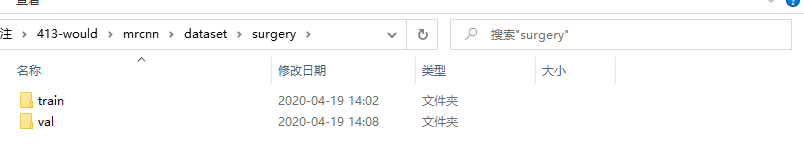 查看
注 › 413-would › mrcnn › dataset › surgery › 搜索"surgery"
名称 修改日期 类型 大小
train 2020-04-19 14:02 文件夹
val 2020-04-19 14:08 文件夹